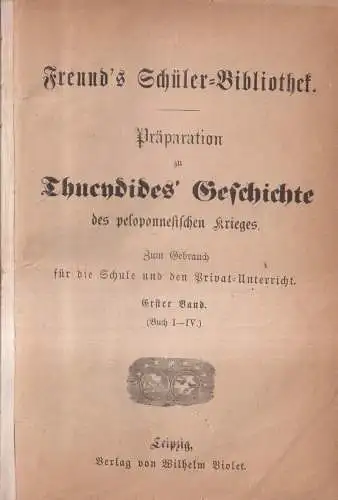 Freund's Schüler-Bibliothek.
Präparation
zu
Thucydides' Geschichte
des peloponnesischen Krieges.
Zum Gebrauch
für die Schule und den Privat-Unterricht.
Erster Band.
(Buch I—IV.)
Leipzig,
Verlag von Wilhelm Violet.